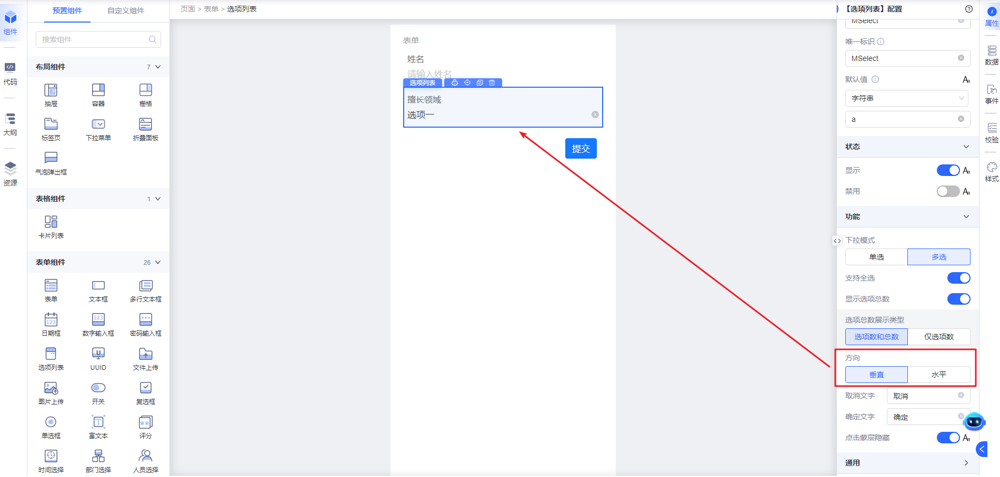 组件
代码
大纲
资源
预置组件
自定义组件
搜索组件
布局组件
7
抽屉
容器
栅格
标签页
下拉菜单
折叠面板
气泡弹出框
表格组件
1
卡片列表
表单组件
26
表单
文本框
多行文本框
123
日期框
123
数字输入框
密码输入框
选项列表
U
UUID
文件上传
图片上传
开关
复选框
单选框
T
富文本
评分
时间选择
部门选择
人员选择
页面 > 表单 > 选项列表
表单
姓名
请输入姓名
选项列表
擅长领域
选项一
提交
【选项列表】配置
MSelect
唯一标识
MSelect
默认值
字符串
a
状态
显示
禁用
功能
下拉模式
单选
多选
支持全选
显示选项总数
选项总数展示类型
选项数和总数
仅选项数
方向
垂直
水平
取消文字
取消
确定文字
确定
点击蒙层隐藏
通用
属性
数据
事件
校验
样式